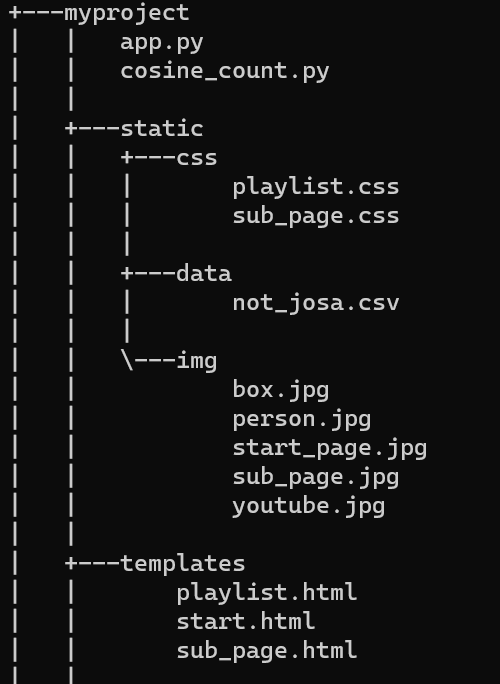 +---myproject
|   |   app.py
|   |   cosine_count.py
|   |
|   +---static
|   |   +---css
|   |   |       playlist.css
|   |   |       sub_page.css
|   |   |
|   |   +---data
|   |   |       not_josa.csv
|   |   |
|   |   \---img
|   |           box.jpg
|   |           person.jpg
|   |           start_page.jpg
|   |           sub_page.jpg
|   |           youtube.jpg
|   |
|   +---templates
|   |       playlist.html
|   |       start.html
|   |       sub_page.html
|   |